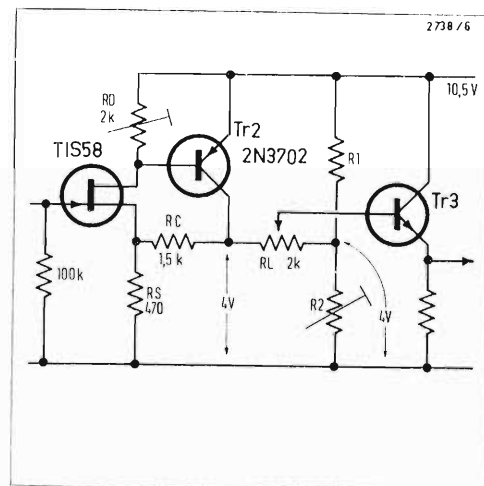 2738/6
10,5V
RD
2k
Tr2
2N3702
TIS58
R1
Tr3
RC
1,5 k
RL 2k
100k
RS
470
4V
R2
4V